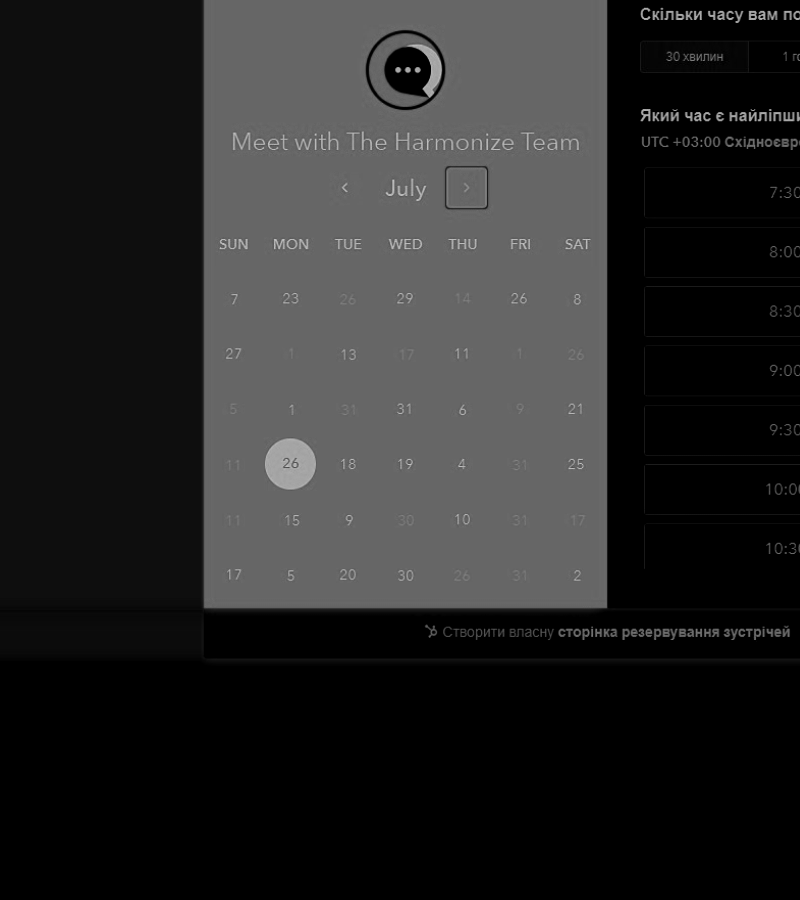 Meet with The Harmonize Team
July
SUN MON TUE WED THU FRI SAT
7 23 26 29 14 26 8
27 1 13 17 11 1 26
5 1 31 31 6 9 21
11 26 18 19 4 31 25
11 15 9 30 10 31 17
17 5 20 30 26 31 2
Скільки часу вам по
30 хвилин 1 го
Який час є найліпши
UTC +03:00 Східноєвро
7:30
8:00
8:30
9:00
9:30
10:00
10:30
Створити власну сторінка резервування зустрічей